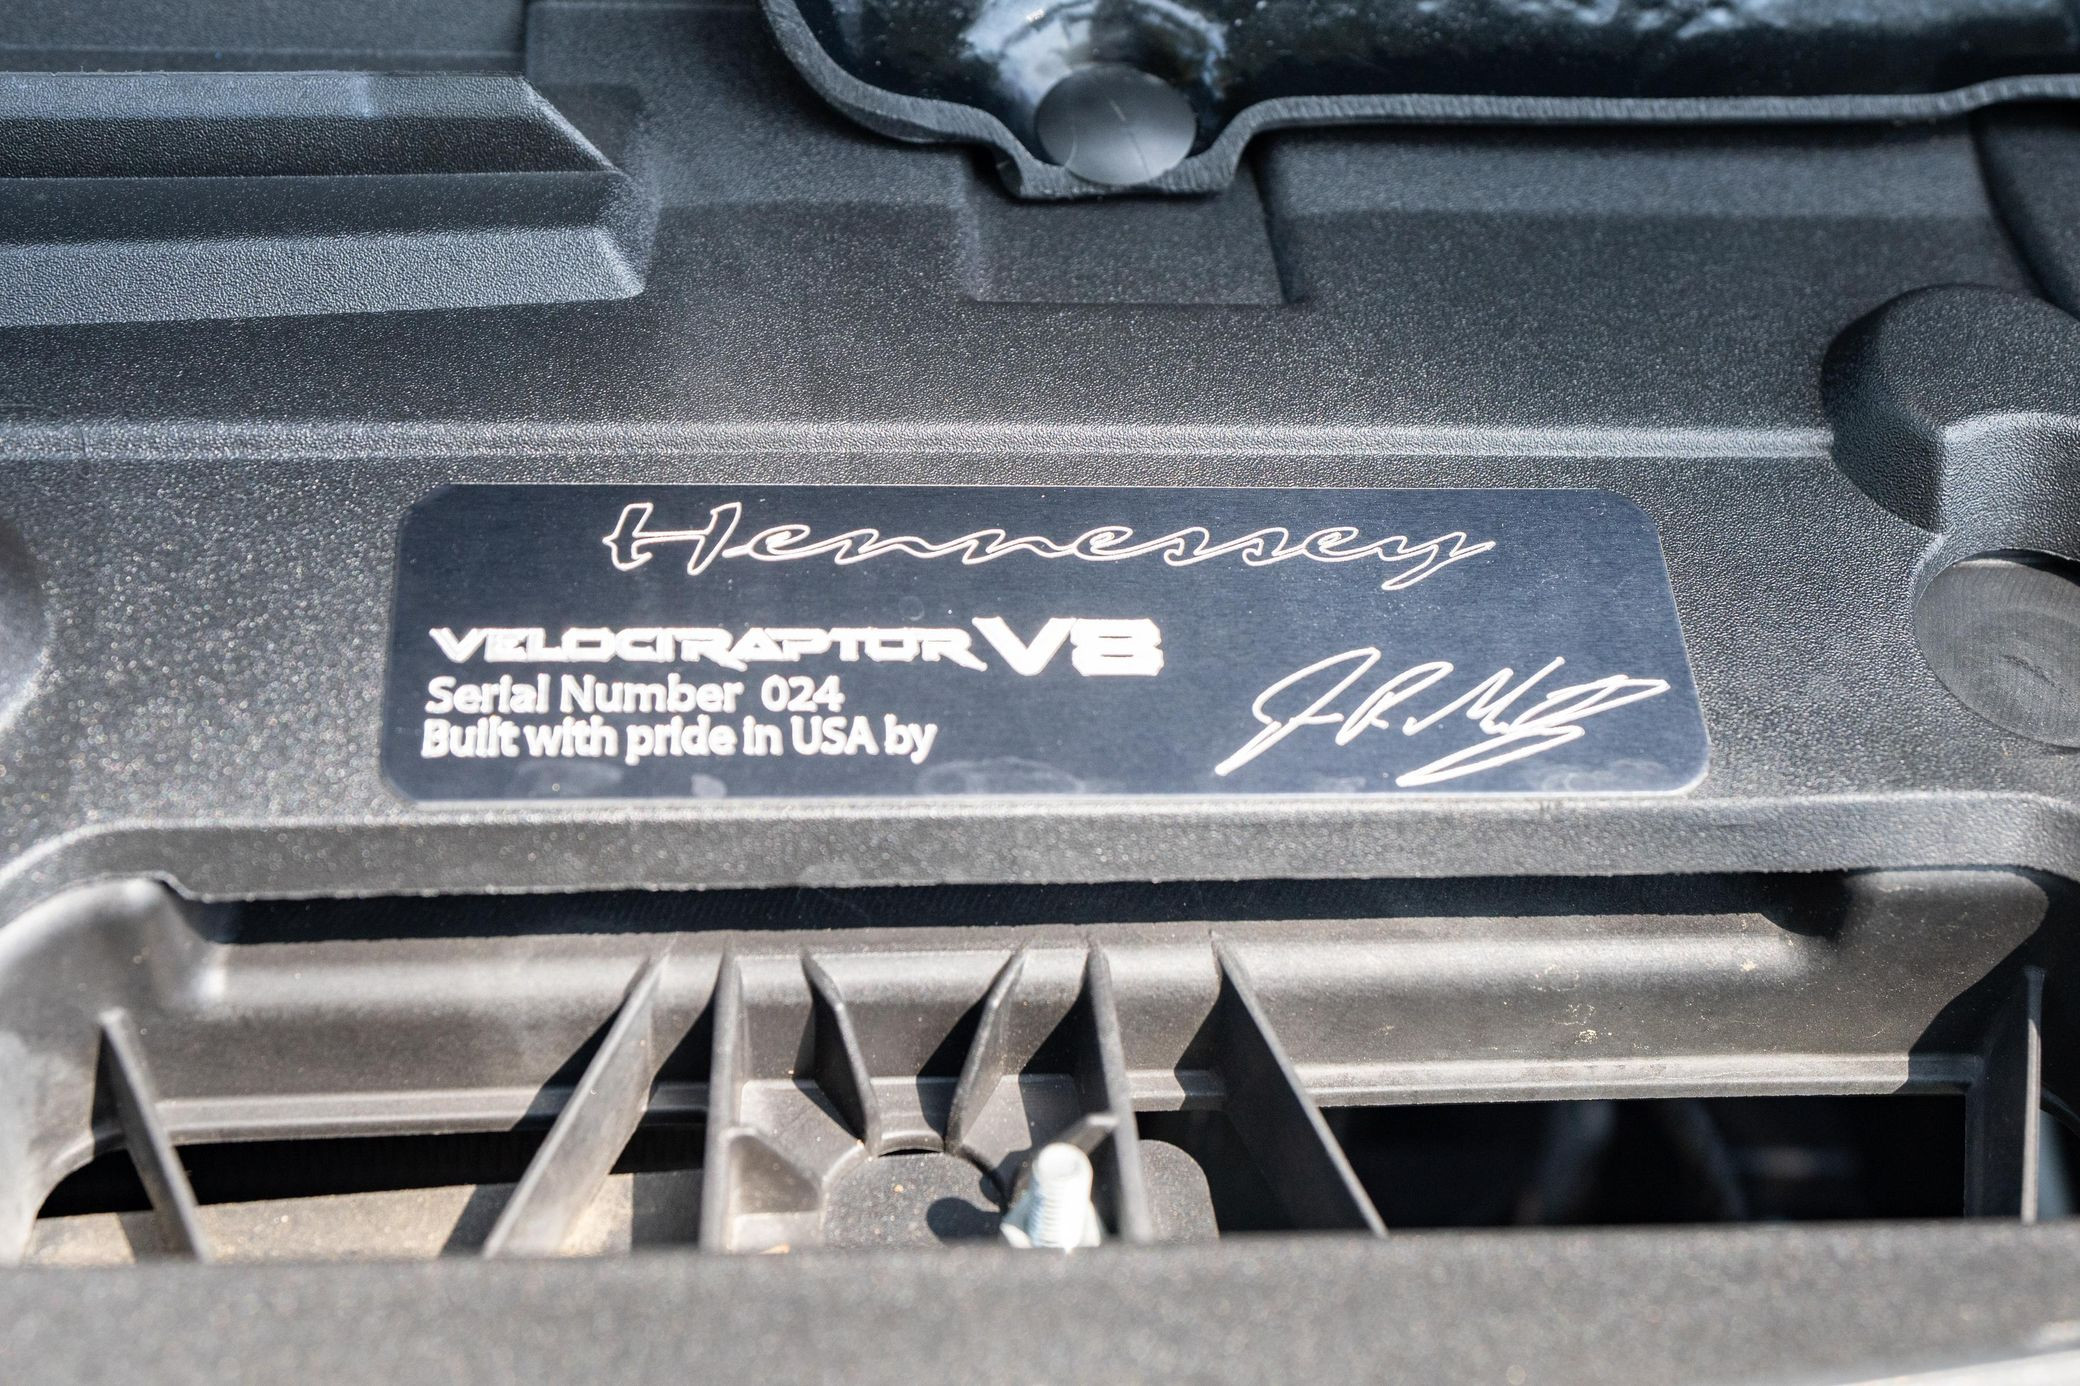 Hennessey
VELOCIRAPTOR V8
Serial Number 024
Built with pride in USA by